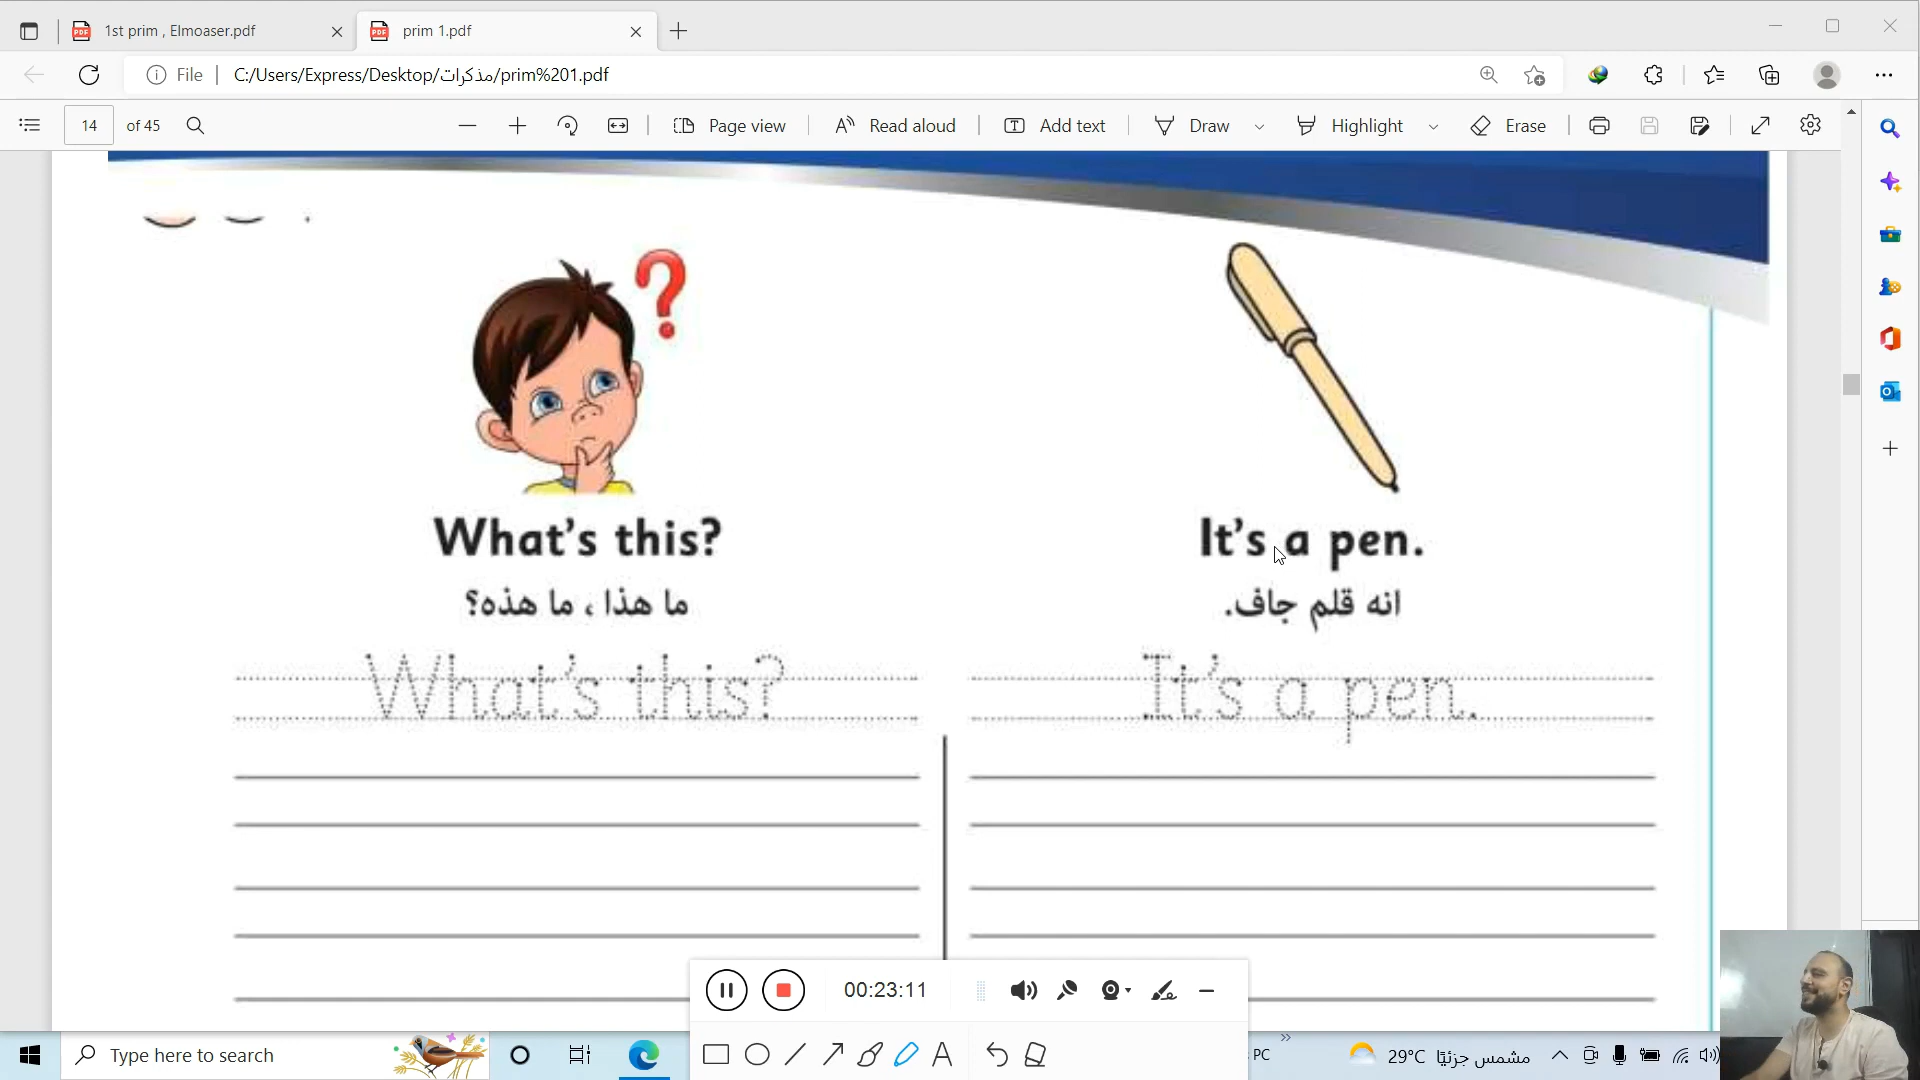 1st prim , Elmoaser.pdf
prim 1.pdf
File
C:/Users/Express/Desktop/مذكرات/prim%201.pdf
14 of 45
Page view
Read aloud
Add text
Draw
Highlight
Erase
?
What's this?
It's a pen.
ما هذا ، ما هذه؟
انه قلم جاف.
What's this?
It's a pen.
00:23:11
Type here to search
PC
29°C مشمس جزئيًا